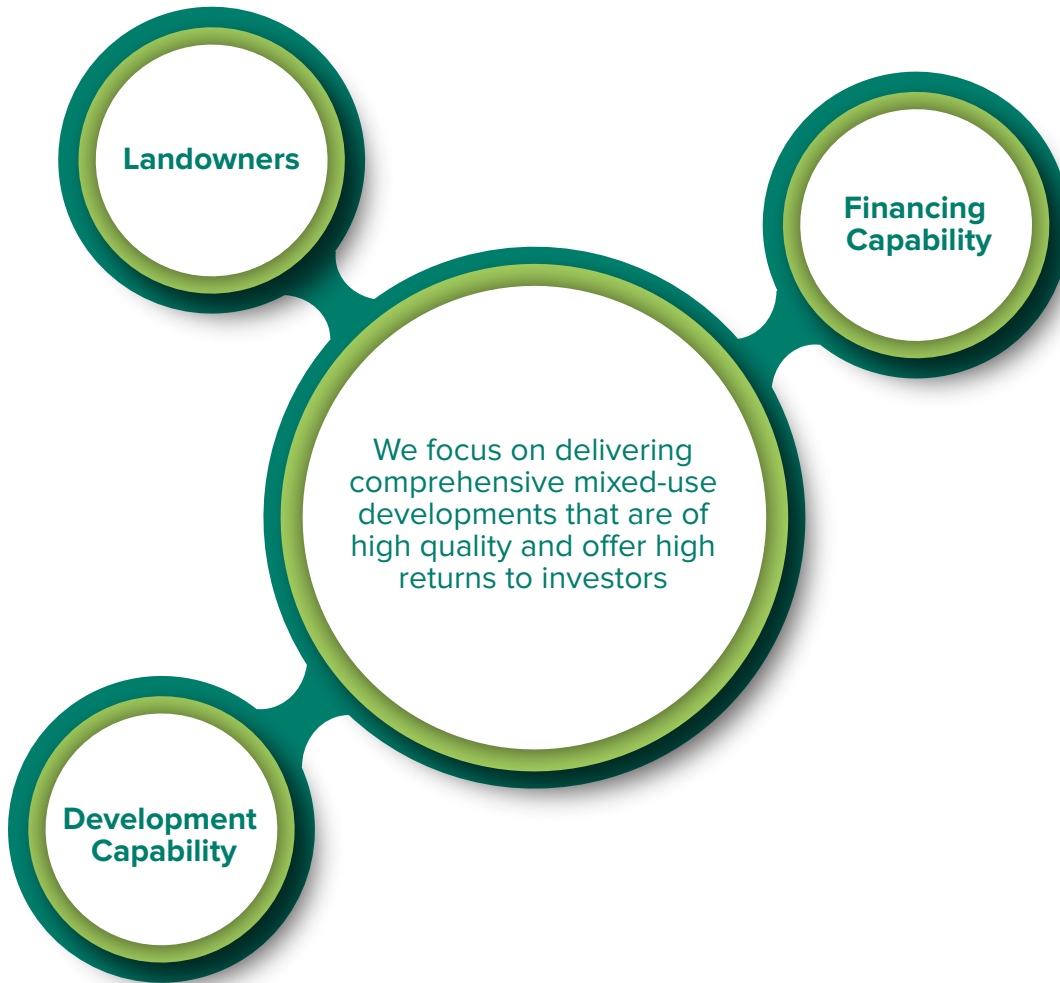 Landowners
Financing
Capability
We focus on delivering
comprehensive mixed-use
developments that are of
high quality and offer high
returns to investors
Development
Capability